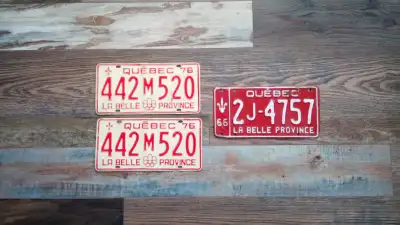 QUÉBEC 76
442M520
LA BELLE PROVINCE
QUÉBEC 76
442M520
LA BELLE PROVINCE
QUÉBEC
2J-4757
66
LA BELLE PROVINCE